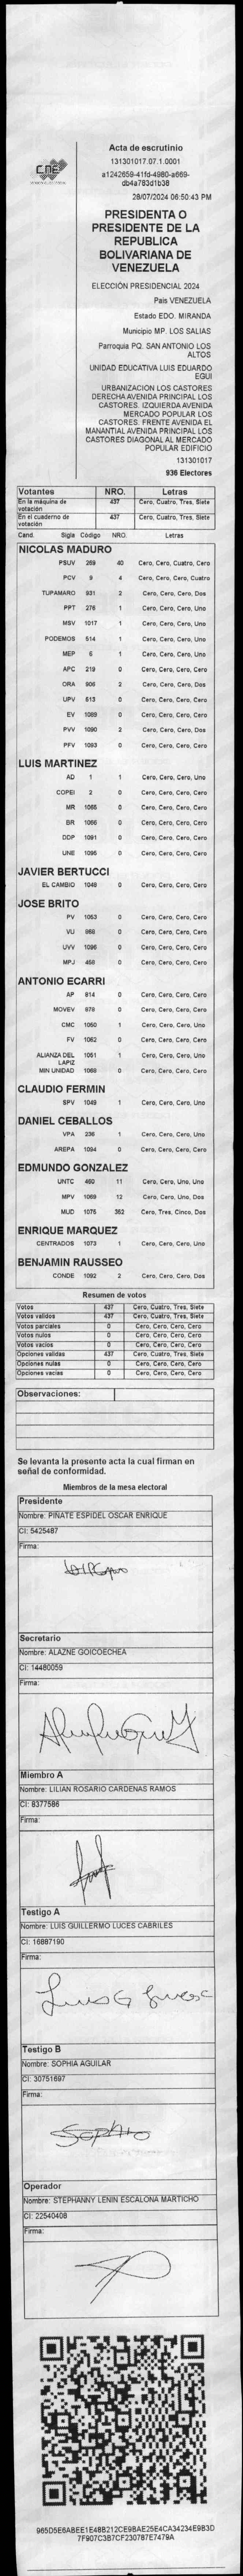 CNE
Acta de escrutinio
131301017.07.1.0001
a1242659-41fd-4980-a669-
db4a783d1b38
28/07/2024 06:50:43 PM
PRESIDENTA O
PRESIDENTE DE LA
REPUBLICA
BOLIVARIANA DE
VENEZUELA
ELECCIÓN PRESIDENCIAL 2024
Pais VENEZUELA
Estado EDO. MIRANDA
Municipio MP. LOS SALIAS
Parroquia PQ. SAN ANTONIO LOS
ALTOS
UNIDAD EDUCATIVA LUIS EDUARDO
EGUI
URBANIZACION LOS CASTORES
DERECHA AVENIDA PRINCIPAL LOS
CASTORES. IZQUIERDA AVENIDA
MERCADO POPULAR LOS
CASTORES. FRENTE AVENIDA EL
MANANTIAL AVENIDA PRINCIPAL LOS
CASTORES DIAGONAL AL MERCADO
POPULAR EDIFICIO
131301017
936 Electores
Votantes NRO. Letras
En la máquina de votación 437 Cero, Cuatro, Tres, Siete
En el cuaderno de votación 437 Cero, Cuatro, Tres, Siete
Cand. Sigla Código NRO. Letras
NICOLAS MADURO
PSUV 269 40 Cero, Cero, Cuatro, Cero
PCV 9 4 Cero, Cero, Cero, Cuatro
TUPAMARO 931 2 Cero, Cero, Cero, Dos
PPT 276 1 Cero, Cero, Cero, Uno
MSV 1017 1 Cero, Cero, Cero, Uno
PODEMOS 514 1 Cero, Cero, Cero, Uno
MEP 6 1 Cero, Cero, Cero, Uno
APC 219 0 Cero, Cero, Cero, Cero
ORA 906 2 Cero, Cero, Cero, Dos
UPV 613 0 Cero, Cero, Cero, Cero
EV 1089 0 Cero, Cero, Cero, Cero
PVV 1090 2 Cero, Cero, Cero, Dos
PFV 1093 0 Cero, Cero, Cero, Cero
LUIS MARTINEZ
AD 1 1 Cero, Cero, Cero, Uno
COPEI 2 0 Cero, Cero, Cero, Cero
MR 1065 0 Cero, Cero, Cero, Cero
BR 1066 0 Cero, Cero, Cero, Cero
DDP 1091 0 Cero, Cero, Cero, Cero
UNE 1095 0 Cero, Cero, Cero, Cero
JAVIER BERTUCCI
EL CAMBIO 1048 0 Cero, Cero, Cero, Cero
JOSE BRITO
PV 1053 0 Cero, Cero, Cero, Cero
VU 968 0 Cero, Cero, Cero, Cero
UVV 1096 0 Cero, Cero, Cero, Cero
MPJ 458 0 Cero, Cero, Cero, Cero
ANTONIO ECARRI
AP 814 0 Cero, Cero, Cero, Cero
MOVEV 978 0 Cero, Cero, Cero, Cero
CMC 1050 1 Cero, Cero, Cero, Uno
FV 1052 0 Cero, Cero, Cero, Cero
ALIANZA DEL LAPIZ 1051 1 Cero, Cero, Cero, Uno
MIN UNIDAD 1068 0 Cero, Cero, Cero, Cero
CLAUDIO FERMIN
SPV 1049 1 Cero, Cero, Cero, Uno
DANIEL CEBALLOS
VPA 236 1 Cero, Cero, Cero, Uno
AREPA 1094 0 Cero, Cero, Cero, Cero
EDMUNDO GONZALEZ
UNTC 460 11 Cero, Cero, Uno, Uno
MPV 1069 12 Cero, Cero, Uno, Dos
MUD 1075 352 Cero, Tres, Cinco, Dos
ENRIQUE MARQUEZ
CENTRADOS 1073 1 Cero, Cero, Cero, Uno
BENJAMIN RAUSSEO
CONDE 1092 2 Cero, Cero, Cero, Dos
Resumen de votos
Votos 437 Cero, Cuatro, Tres, Siete
Votos validos 437 Cero, Cuatro, Tres, Siete
Votos parciales 0 Cero, Cero, Cero, Cero
Votos nulos 0 Cero, Cero, Cero, Cero
Votos vacios 0 Cero, Cero, Cero, Cero
Opciones validas 437 Cero, Cuatro, Tres, Siete
Opciones nulas 0 Cero, Cero, Cero, Cero
Opciones vacias 0 Cero, Cero, Cero, Cero
Observaciones:
Se levanta la presente acta la cual firman en
señal de conformidad.
Miembros de la mesa electoral
Presidente
Nombre: PIÑATE ESPIDEL OSCAR ENRIQUE
CI: 5425487
Firma:
Secretario
Nombre: ALAZNE GOICOECHEA
CI: 14480059
Firma:
Miembro A
Nombre: LILIAN ROSARIO CARDENAS RAMOS
CI: 8377586
Firma:
Testigo A
Nombre: LUIS GUILLERMO LUCES CABRILES
CI: 16887190
Firma:
Luis G
Testigo B
Nombre: SOPHIA AGUILAR
CI: 30751697
Firma:
Sophia
Operador
Nombre: STEPHANNY LENIN ESCALONA MARTICHO
CI: 22540408
Firma:
965D5E6ABEE1E48B212CE9BAE25E4CA34234E9B3D
7F907C3B7CF230787E7479A